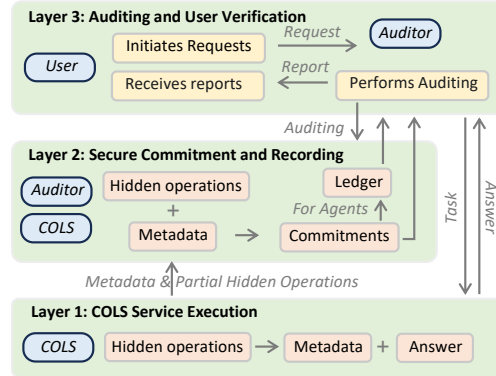 Layer 3: Auditing and User Verification
Initiates Requests
Request
Auditor
User
Report
Receives reports
Performs Auditing
Auditing
Layer 2: Secure Commitment and Recording
Auditor
Hidden operations
Ledger
+
For Agents
COLS
Metadata
Commitments
Task
Answer
Metadata & Partial Hidden Operations
Layer 1: COLS Service Execution
COLS
Hidden operations
Metadata
+
Answer